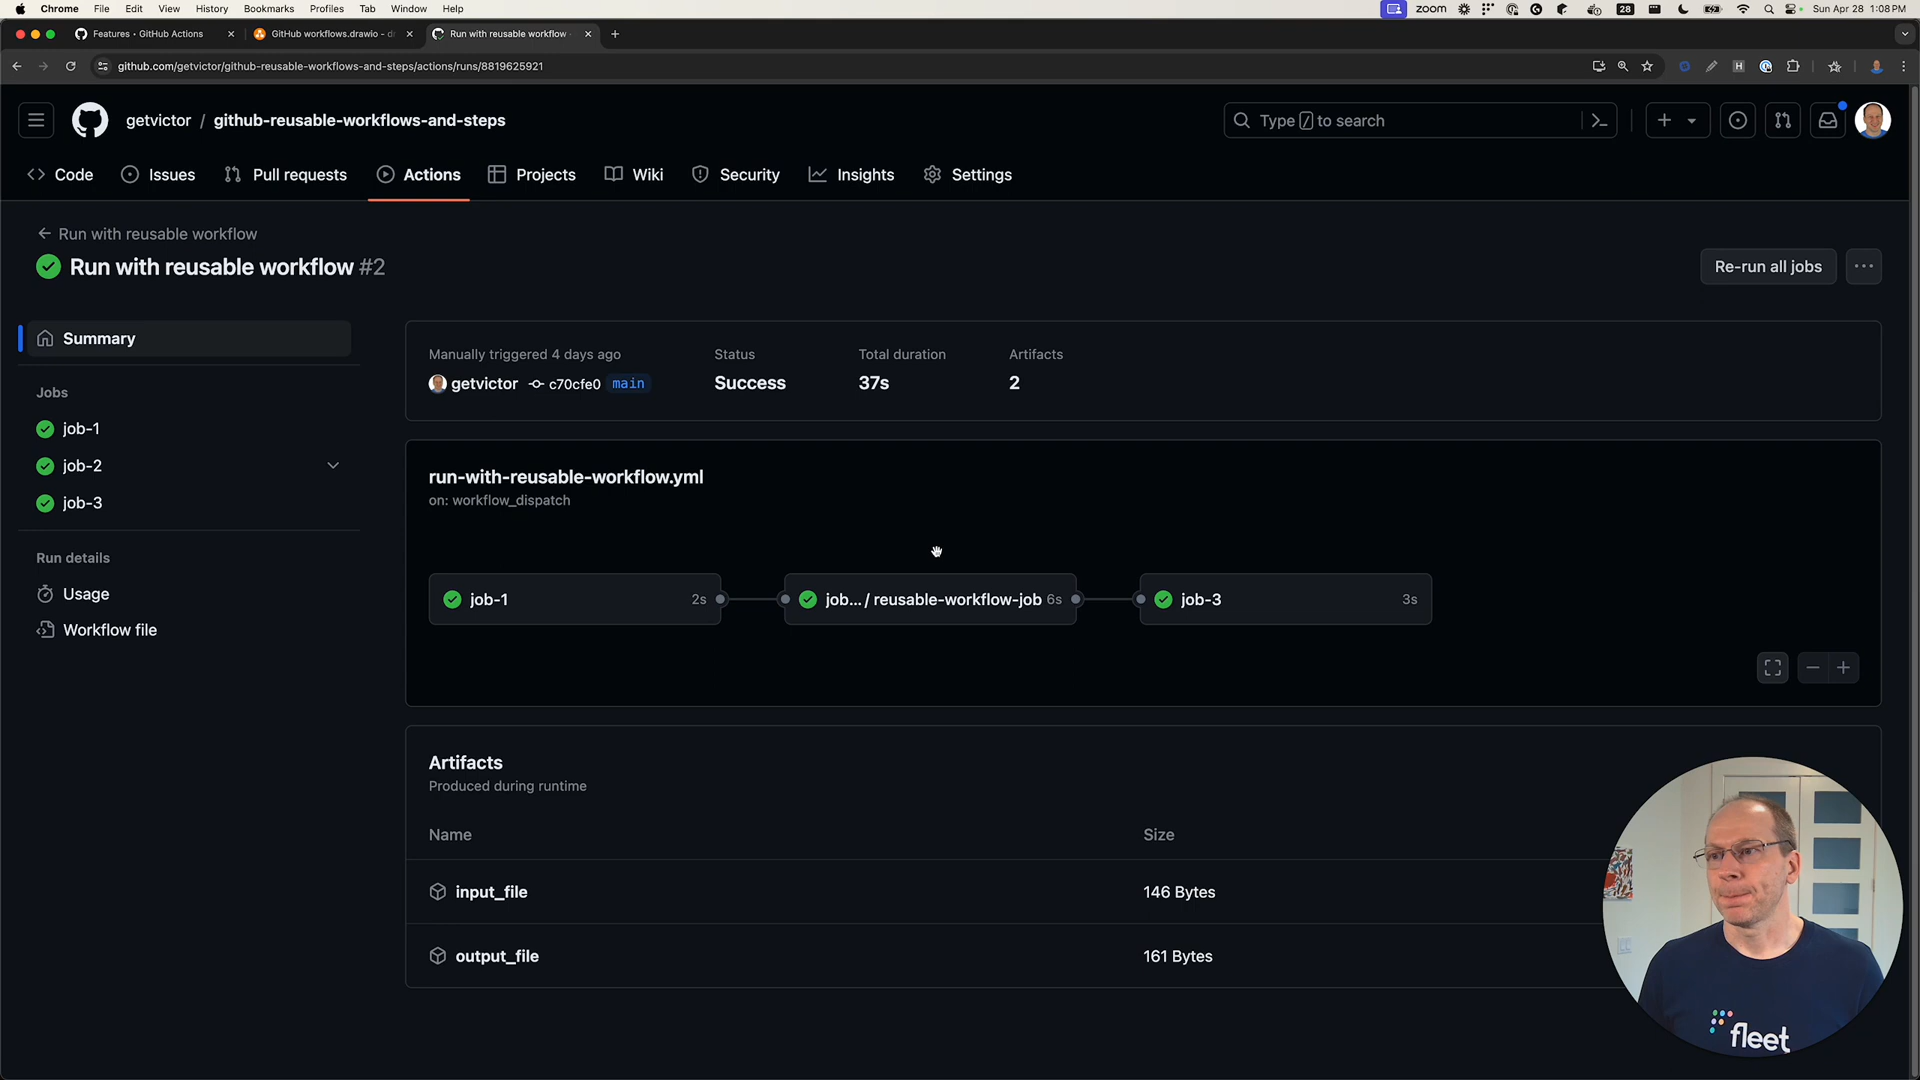 Chrome File Edit View History Bookmarks Profiles Tab Window Help
zoom 28 Sun Apr 28 1:08 PM
Features • GitHub Actions
GitHub workflows.drawio - d
Run with reusable workflow
github.com/getvictor/github-reusable-workflows-and-steps/actions/runs/8819625921
getvictor / github-reusable-workflows-and-steps
Type / to search
Code Issues Pull requests Actions Projects Wiki Security Insights Settings
Run with reusable workflow
Run with reusable workflow #2
Re-run all jobs
Summary
Jobs
job-1
job-2
job-3
Run details
Usage
Workflow file
Manually triggered 4 days ago Status Total duration Artifacts
getvictor c70cfe0 main Success 37s 2
run-with-reusable-workflow.yml
on: workflow_dispatch
job-1 2s
job... / reusable-workflow-job 6s
job-3 3s
Artifacts
Produced during runtime
Name Size
input_file 146 Bytes
output_file 161 Bytes
fleet